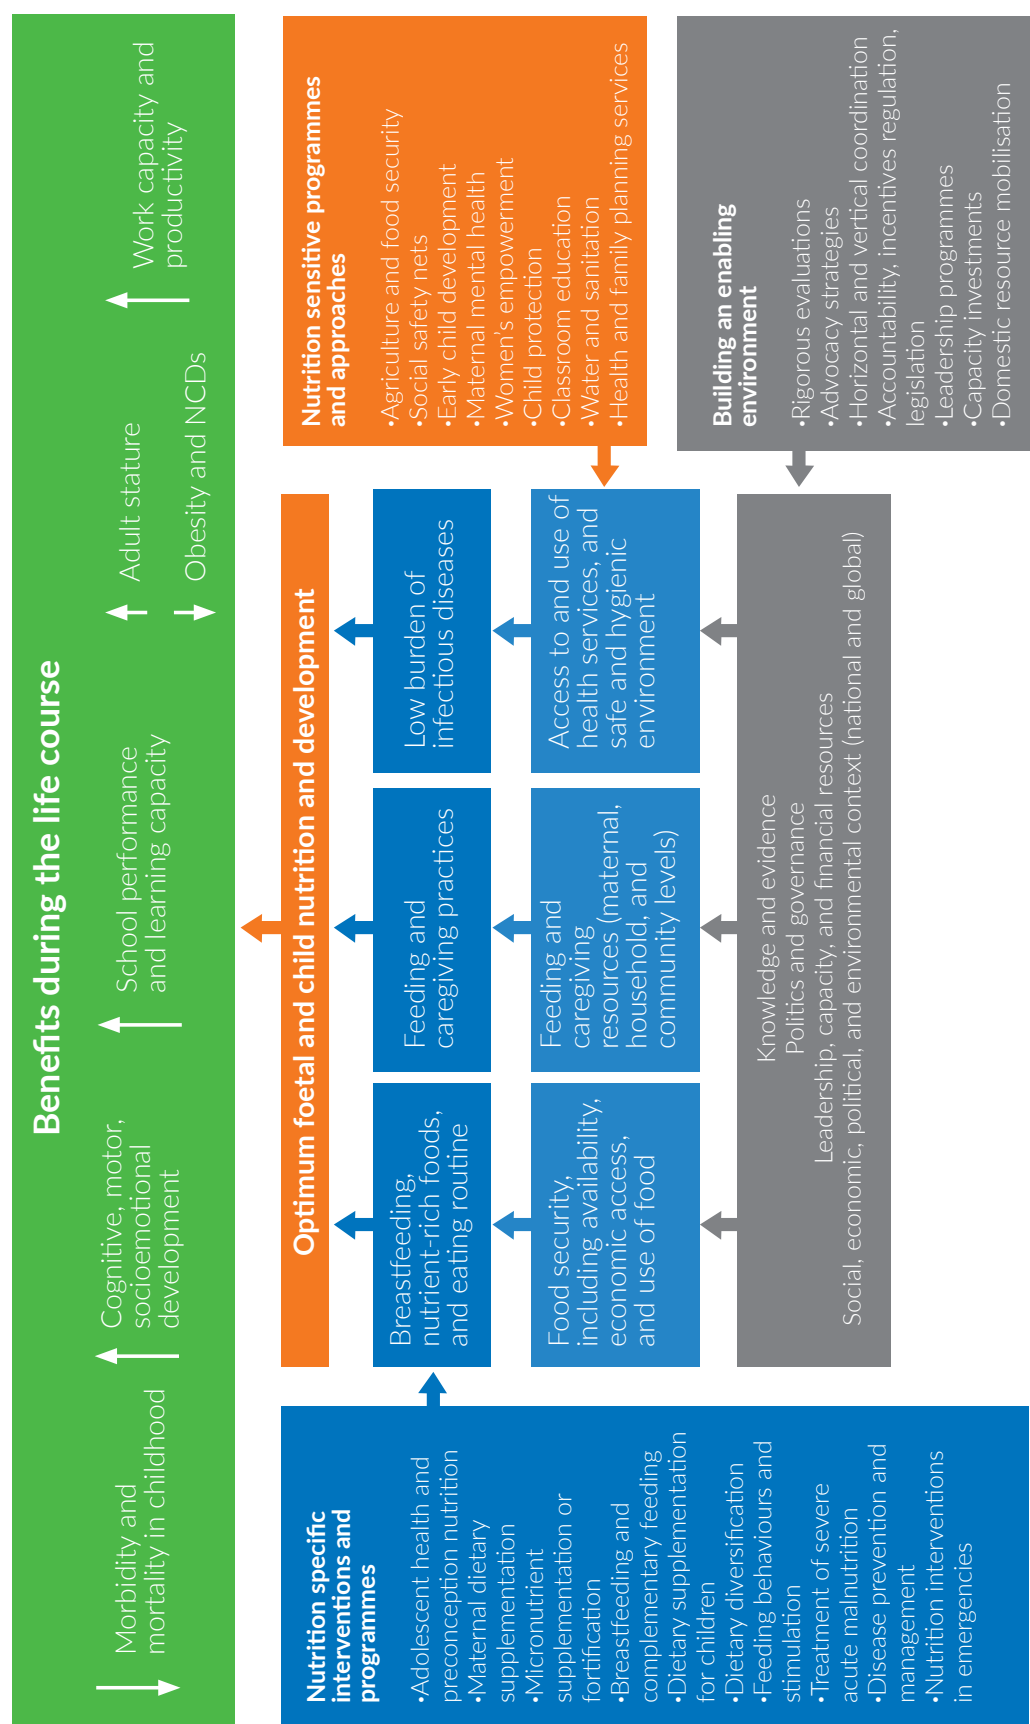 Benefits during the life course
Morbidity and
mortality in childhood
Cognitive, motor,
socioemotional
development
School performance
and learning capacity
Adult stature
Obesity and NCDs
Work capacity and
productivity
Nutrition specific
interventions and
programmes
•Adolescent health and
preconception nutrition
•Maternal dietary
supplementation
•Micronutrient
supplementation or
fortification
•Breastfeeding and
complementary feeding
•Dietary supplementation
for children
•Dietary diversification
•Feeding behaviours and
stimulation
•Treatment of severe
acute malnutrition
•Disease prevention and
management
•Nutrition interventions
in emergencies
Optimum foetal and child nutrition and development
Breastfeeding,
nutrient-rich foods,
and eating routine
Feeding and
caregiving practices
Low burden of
infectious diseases
Food security,
including availability,
economic access,
and use of food
Feeding and
caregiving
resources (maternal,
household, and
community levels)
Access to and use of
health services, and
safe and hygienic
environment
Knowledge and evidence
Politics and governance
Leadership, capacity, and financial resources
Social, economic, political, and environmental context (national and global)
Nutrition sensitive programmes
and approaches
•Agriculture and food security
•Social safety nets
•Early child development
•Maternal mental health
•Women's empowerment
•Child protection
•Classroom education
•Water and sanitation
•Health and family planning services
Building an enabling
environment
•Rigorous evaluations
•Advocacy strategies
•Horizontal and vertical coordination
•Accountability, incentives regulation,
legislation
•Leadership programmes
•Capacity investments
•Domestic resource mobilisation